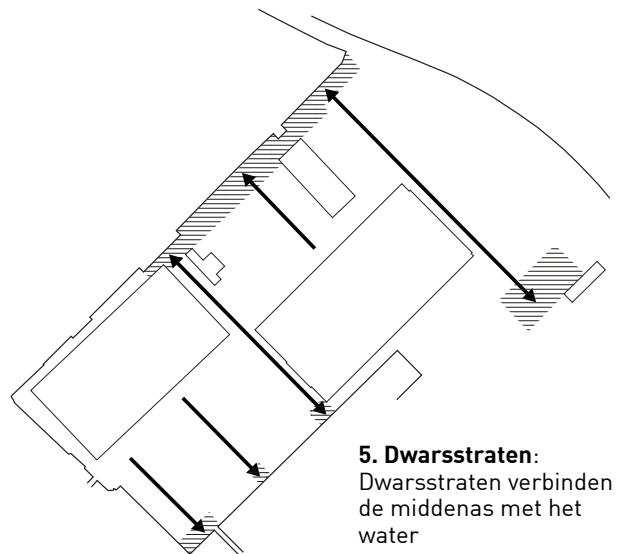 5. Dwarsstraten:
Dwarsstraten verbinden
de middenas met het
water